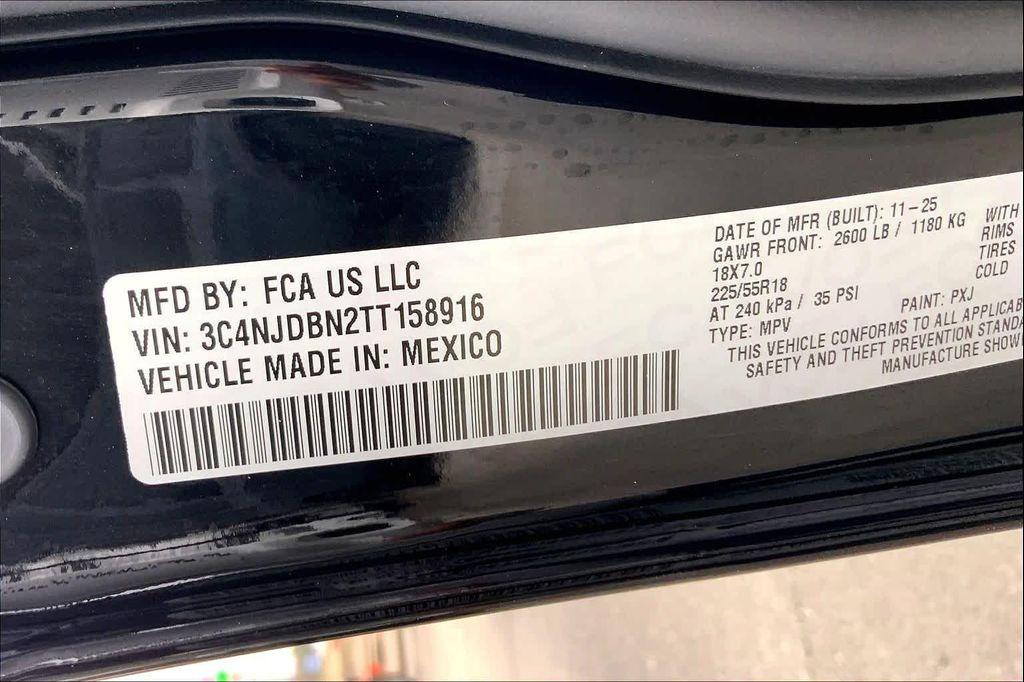 MFD BY: FCA US LLC
VIN: 3C4NJDBN2TT158916
VEHICLE MADE IN: MEXICO
DATE OF MFR (BUILT): 11-25
GAWR FRONT: 2600 LB / 1180 KG WITH
18X7.0 RIMS
225/55R18 TIRES
AT 240 kPa / 35 PSI COLD
TYPE: MPV PAINT: PXJ
THIS VEHICLE CONFORMS TO ALL APPLICAB
SAFETY AND THEFT PREVENTION STANDA
MANUFACTURE SHOW